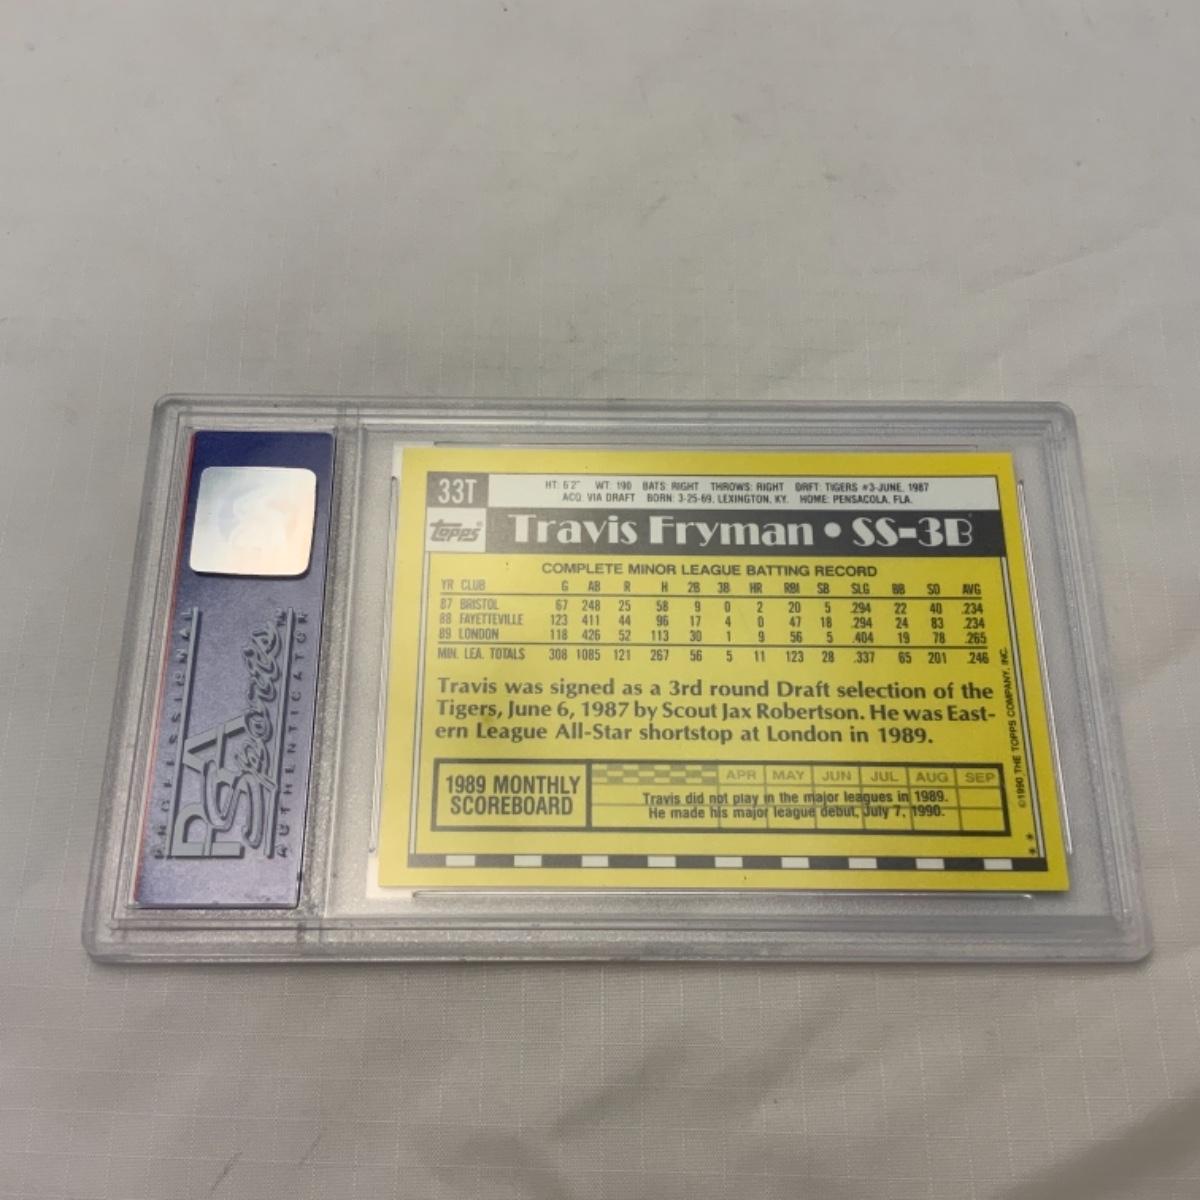 33T
HT: 6'2" WT: 190 BATS: RIGHT THROWS: RIGHT DRFT: TIGERS #3-JUNE, 1987
ACQ. VIA DRAFT BORN: 3-25-69, LEXINGTON, KY. HOME: PENSACOLA, FLA.
topps® Travis Fryman • SS-3B
COMPLETE MINOR LEAGUE BATTING RECORD
YR CLUB G AB R H 2B 3B HR RBI SB SLG BB SO AVG
87 BRISTOL 67 248 25 58 9 0 2 20 5 .294 22 40 .234
88 FAYETTEVILLE 123 411 44 96 17 4 0 47 18 .294 24 83 .234
89 LONDON 118 426 52 113 30 1 9 56 5 .404 19 78 .265
MIN. LEA. TOTALS 308 1085 121 267 56 5 11 123 28 .337 65 201 .246
Travis was signed as a 3rd round Draft selection of the
Tigers, June 6, 1987 by Scout Jax Robertson. He was East-
ern League All-Star shortstop at London in 1989.
1989 MONTHLY
SCOREBOARD
APR MAY JUN JUL AUG SEP
Travis did not play in the major leagues in 1989.
He made his major league debut, July 7, 1990.
©1990 THE TOPPS COMPANY, INC.
* *
PROFESSIONAL
PSA
Sports™
AUTHENTICATOR